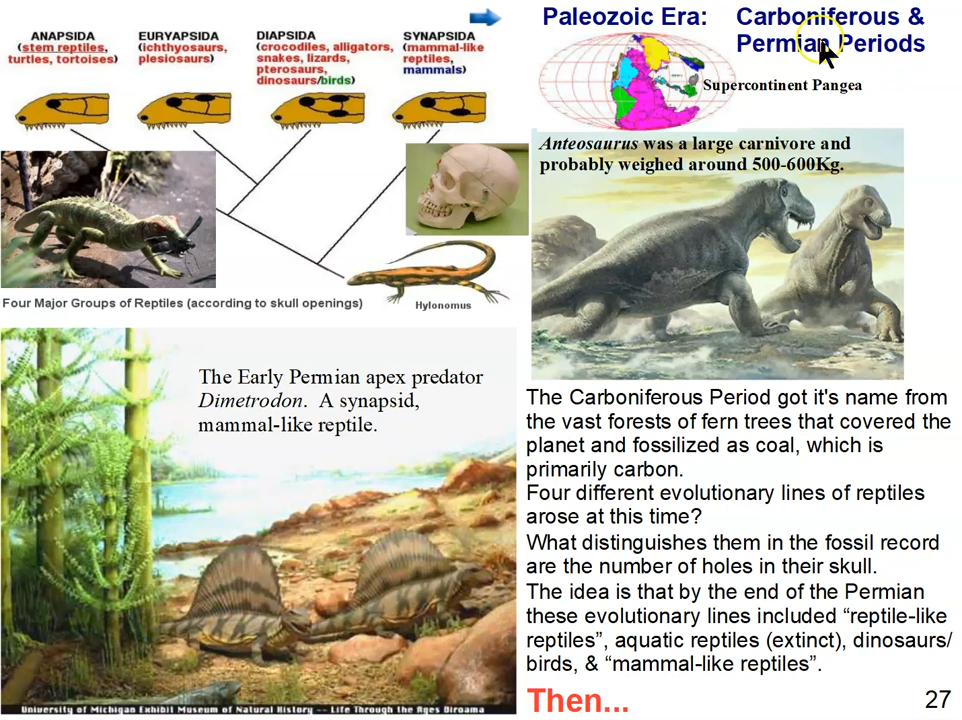 ANAPSIDA
(stem reptiles,
turtles, tortoises)
EURYAPSIDA
(ichthyosaurs,
plesiosaurs)
DIAPSIDA
(crocodiles, alligators,
snakes, lizards,
pterosaurs,
dinosaurs/birds)
SYNAPSIDA
(mammal-like
reptiles,
mammals)
Four Major Groups of Reptiles (according to skull openings)
Hylonomus
Paleozoic Era: Carboniferous &
Permian Periods
Supercontinent Pangea
Anteosaurus was a large carnivore and
probably weighed around 500-600Kg.
The Early Permian apex predator
Dimetrodon. A synapsid,
mammal-like reptile.
University of Michigan Exhibit Museum of Natural History -- Life Through the Ages Diroama
The Carboniferous Period got it's name from
the vast forests of fern trees that covered the
planet and fossilized as coal, which is
primarily carbon.
Four different evolutionary lines of reptiles
arose at this time?
What distinguishes them in the fossil record
are the number of holes in their skull.
The idea is that by the end of the Permian
these evolutionary lines included “reptile-like
reptiles”, aquatic reptiles (extinct), dinosaurs/
birds, & “mammal-like reptiles”.
Then...
27